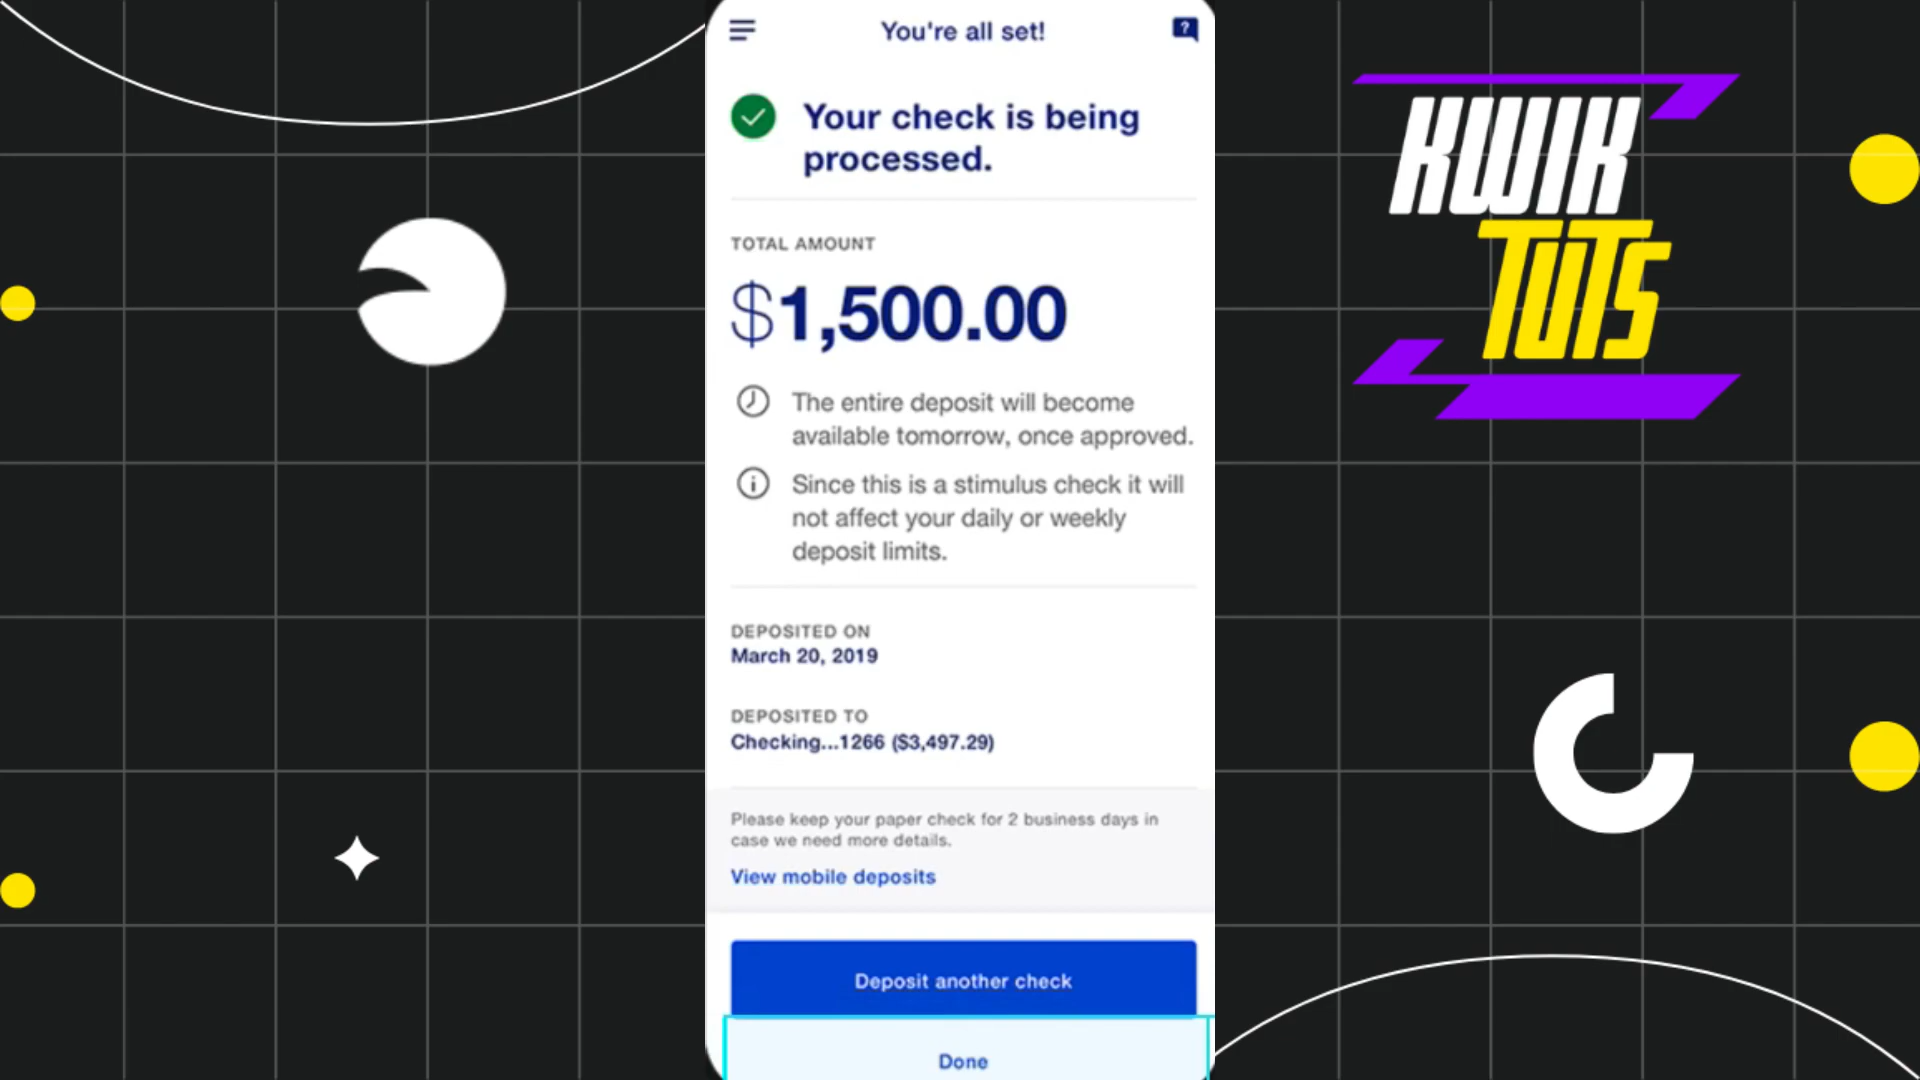 You're all set!
?
Your check is being
processed.
TOTAL AMOUNT
$1,500.00
The entire deposit will become
available tomorrow, once approved.
Since this is a stimulus check it will
not affect your daily or weekly
deposit limits.
DEPOSITED ON
March 20, 2019
DEPOSITED TO
Checking...1266 ($3,497.29)
Please keep your paper check for 2 business days in
case we need more details.
View mobile deposits
Deposit another check
Done
KWIK
TUTS